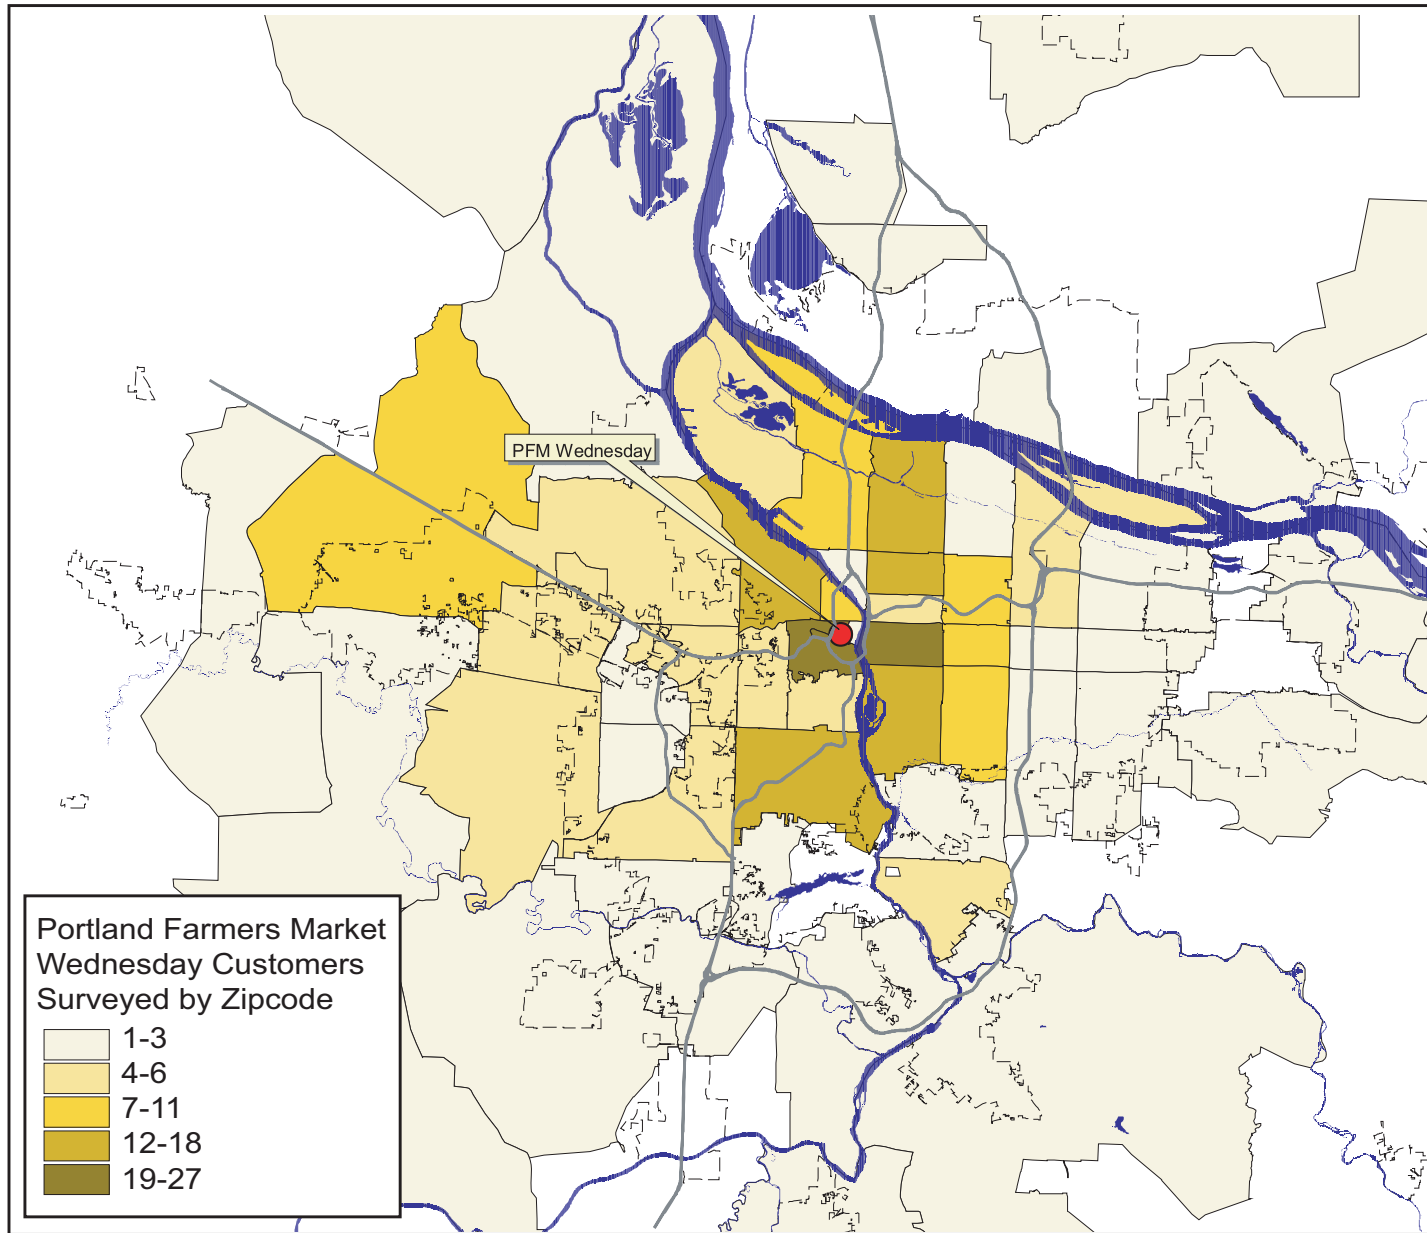 PFM Wednesday
Portland Farmers Market
Wednesday Customers
Surveyed by Zipcode
1-3
4-6
7-11
12-18
19-27